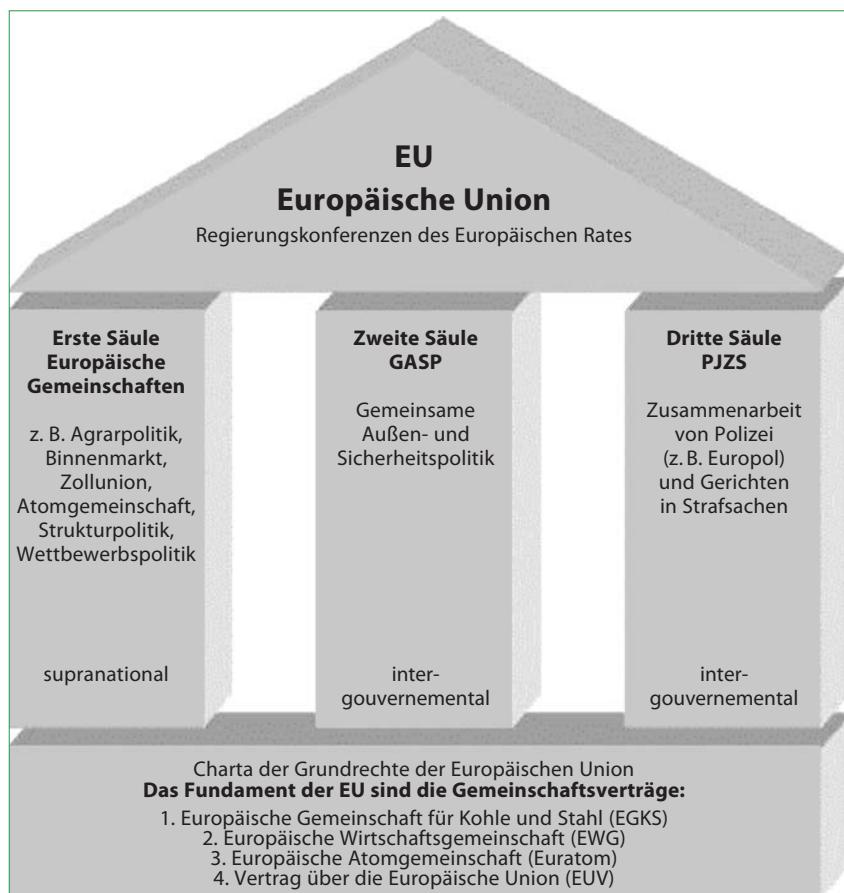 EU
Europäische Union
Regierungskonferenzen des Europäischen Rates
Erste Säule
Europäische
Gemeinschaften
z. B. Agrarpolitik,
Binnenmarkt,
Zollunion,
Atomgemeinschaft,
Strukturpolitik,
Wettbewerbspolitik
supranational
Zweite Säule
GASP
Gemeinsame
Außen- und
Sicherheitspolitik
inter-
gouvernemental
Dritte Säule
PJZS
Zusammenarbeit
von Polizei
(z. B. Europol)
und Gerichten
in Strafsachen
inter-
gouvernemental
Charta der Grundrechte der Europäischen Union
Das Fundament der EU sind die Gemeinschaftsverträge:
1. Europäische Gemeinschaft für Kohle und Stahl (EGKS)
2. Europäische Wirtschaftsgemeinschaft (EWG)
3. Europäische Atomgemeinschaft (Euratom)
4. Vertrag über die Europäische Union (EUV)